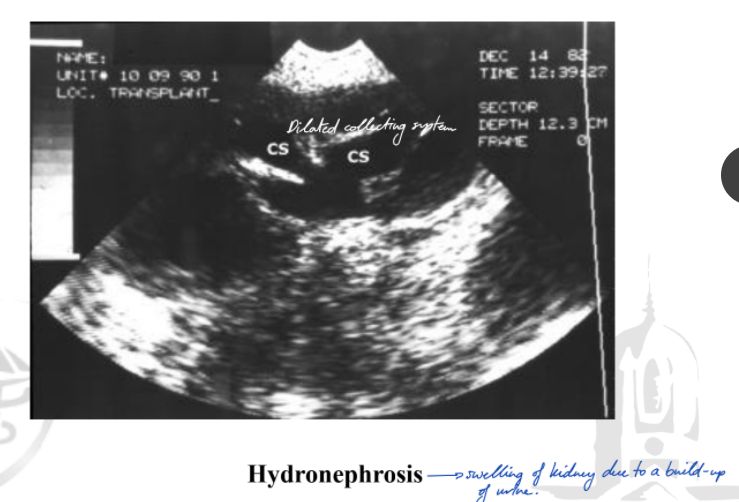 NAME:
UNIT# 10 09 90 1
LOC. TRANSPLANT_
DEC 14 82
TIME 12:39:27
SECTOR
DEPTH 12.3 CM
FRAME 0
Dilated collecting system
CS CS
Hydronephrosis → swelling of kidney due to a build-up
of urine.